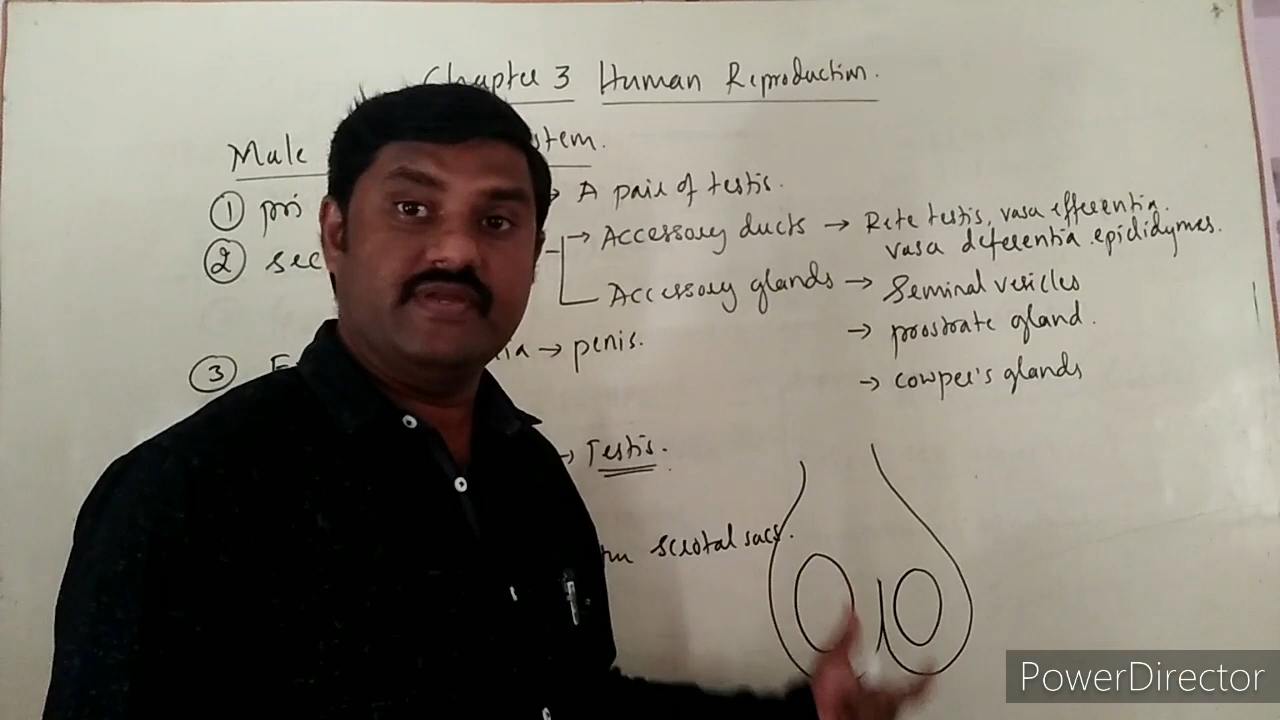 Chapter 3 Human Reproduction.
Male stem.
① pri → A pair of testis.
② sec → Accessory ducts → Rete testis, vasa efferentia.
vasa deferentia epididymes.
Accessory glands → Seminal vesicles
→ prostrate gland.
→ cowper's glands
③ ia → penis.
→ Testis.
scrotal sacs.
PowerDirector